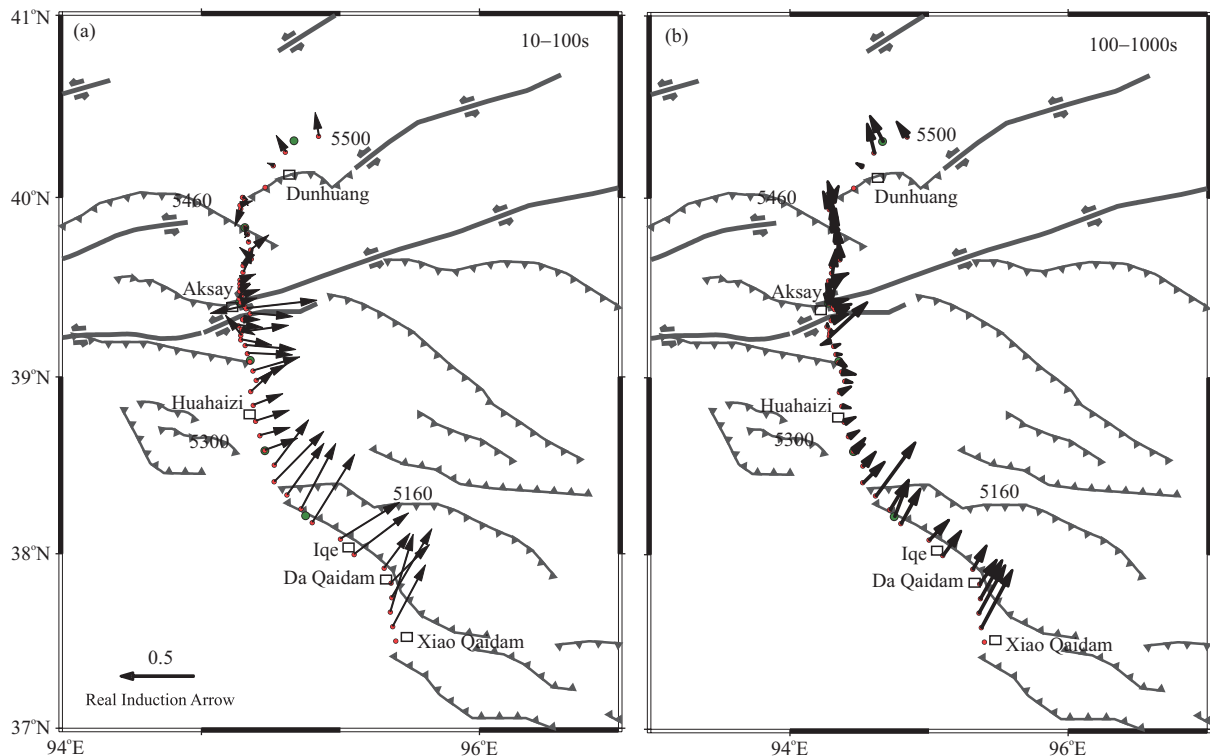 41°N
(a)
10–100s
5500
40°N
Dunhuang
5460
Aksay
39°N
Huahaizi
5300
5160
38°N
Iqe
Da Qaidam
Xiao Qaidam
0.5
Real Induction Arrow
37°N
94°E
96°E
(b)
100–1000s
5500
Dunhuang
5460
Aksay
Huahaizi
5300
5160
Iqe
Da Qaidam
Xiao Qaidam
94°E
96°E